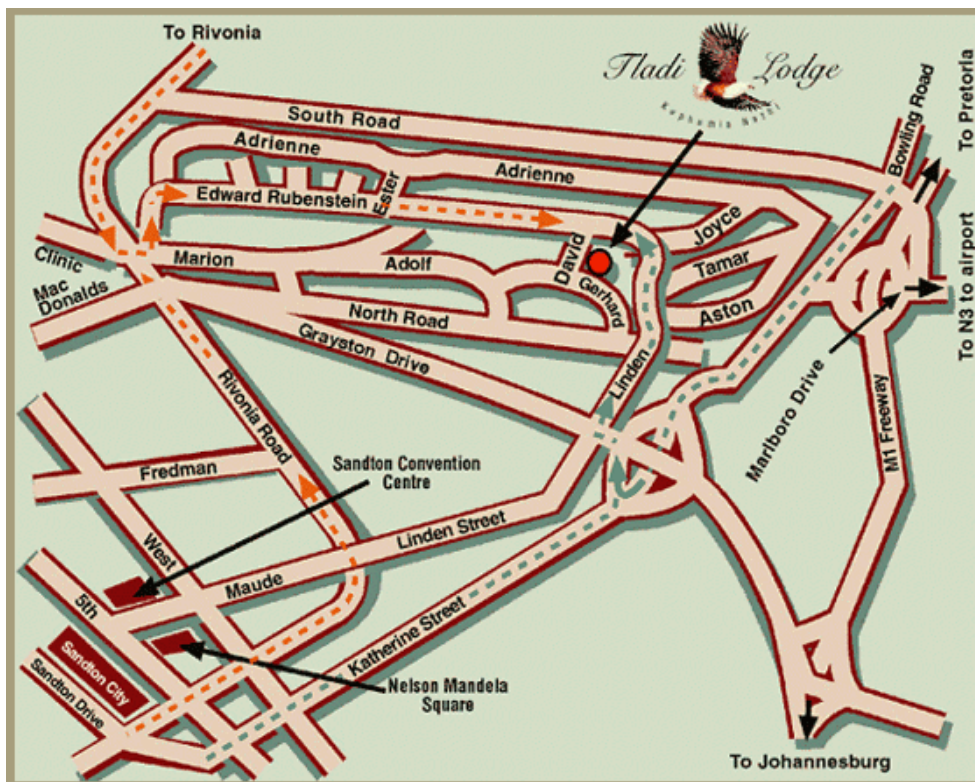 To Rivonia
Tladi Lodge
To Pretoria
Bowling Road
South Road
Adrienne
Adrienne
Ester
Edward Rubenstein
Joyce
David
Tamar
Clinic
Marion
Adolf
Gerhard
Mac Donalds
Aston
To N3 to airport
North Road
Grayston Drive
Linden
Marlboro Drive
M1 Freeway
Rivonia Road
Sandton Convention
Centre
Fredman
Linden Street
West
Maude
5th
Katherine Street
Sandton City
Sandton Drive
Nelson Mandela
Square
To Johannesburg